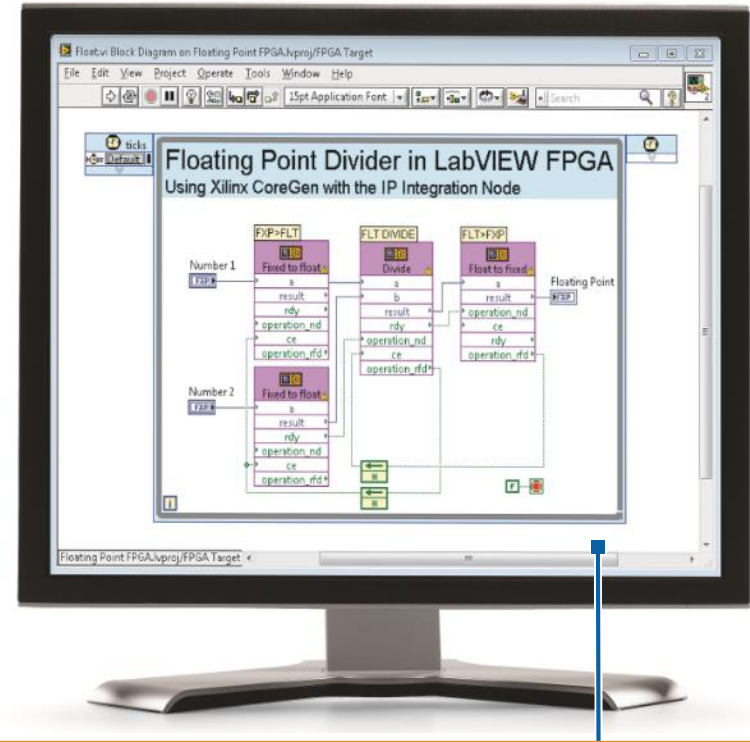 Float.vi Block Diagram on Floating Point FPGA.lvproj/FPGA Target
File Edit View Project Operate Tools Window Help
15pt Application Font
Search
2
ticks
Default
Floating Point Divider in LabVIEW FPGA
Using Xilinx CoreGen with the IP Integration Node
FXP>FLT
FLT DIVIDE
FLT>FXP
Number 1
FXP
Fixed to float
a
result
rdy
operation_nd
ce
operation_rfd
Divide
a
b
result
rdy
operation_nd
ce
operation_rfd
Float to fixed
a
result
operation_nd
ce
rdy
operation_rfd
Floating Point
FXP
Number 2
FXP
Fixed to float
a
result
rdy
operation_nd
ce
operation_rfd
F
i
Floating Point FPGA.lvproj/FPGA Target